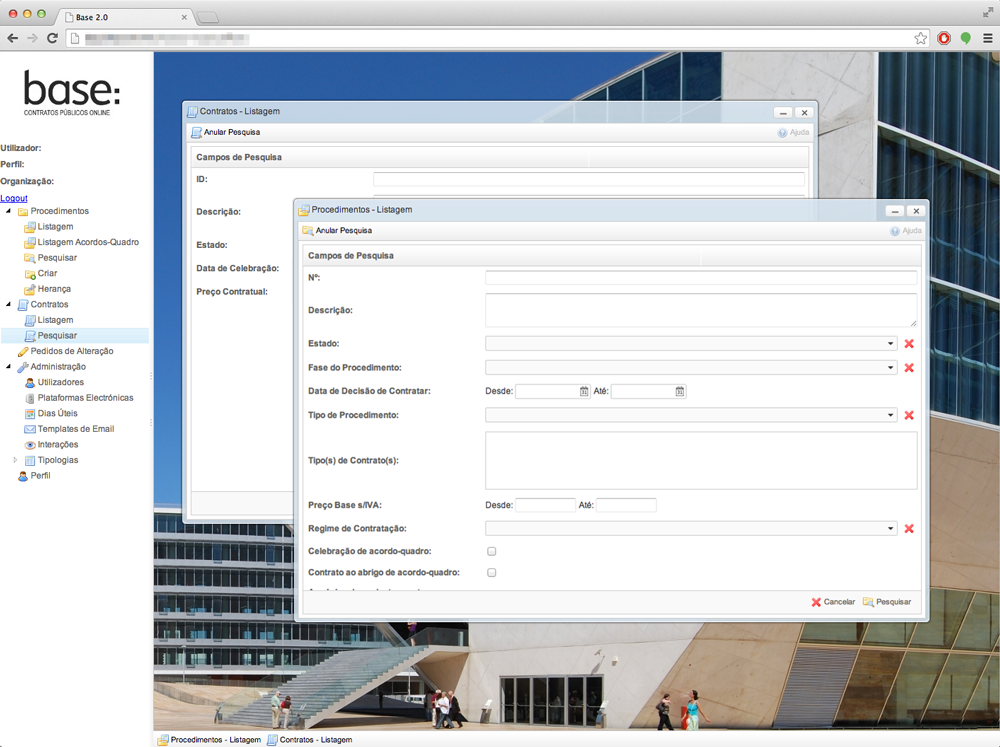 Base 2.0
base:
CONTRATOS PÚBLICOS ONLINE
Utilizador:
Perfil:
Organização:
Logout
Procedimentos
Listagem
Listagem Acordos-Quadro
Pesquisar
Criar
Herança
Contratos
Listagem
Pesquisar
Pedidos de Alteração
Administração
Utilizadores
Plataformas Electrónicas
Dias Úteis
Templates de Email
Interações
Tipologias
Perfil
Contratos - Listagem
Anular Pesquisa
Ajuda
Campos de Pesquisa
ID:
Descrição:
Estado:
Data de Celebração:
Preço Contratual:
Procedimentos - Listagem
Anular Pesquisa
Ajuda
Campos de Pesquisa
Nº:
Descrição:
Estado:
Fase do Procedimento:
Data de Decisão de Contratar: Desde: Até:
Tipo de Procedimento:
Tipo(s) de Contrato(s):
Preço Base s/IVA: Desde: Até:
Regime de Contratação:
Celebração de acordo-quadro:
Contrato ao abrigo de acordo-quadro:
Cancelar Pesquisar
Procedimentos - Listagem Contratos - Listagem